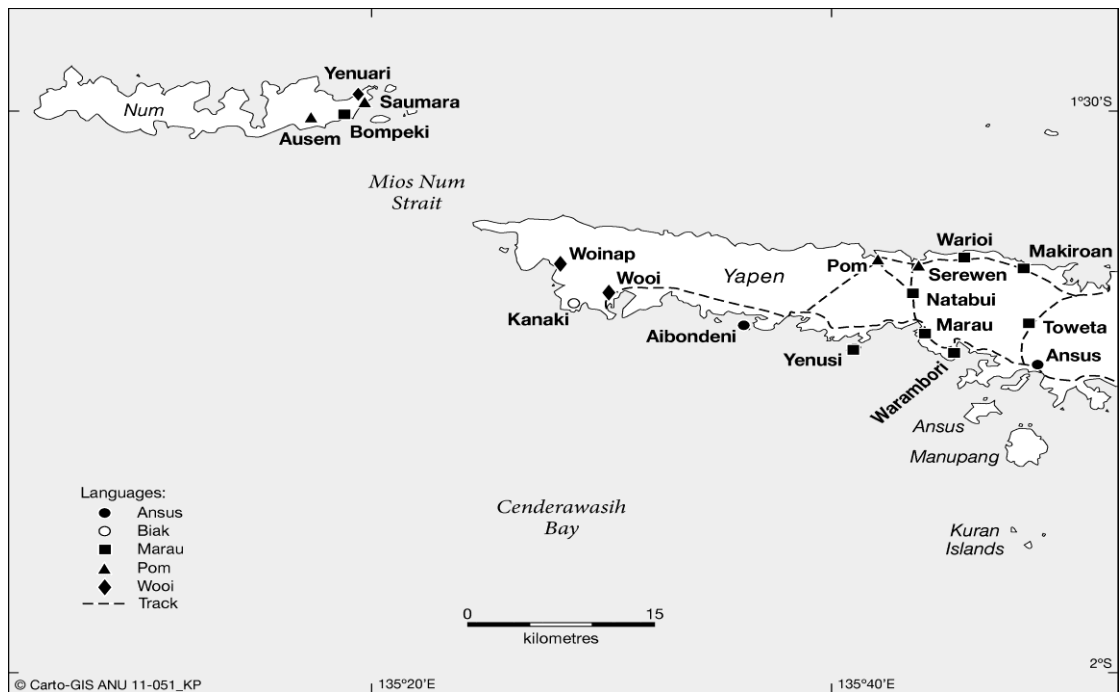 Yenuari
Saumara
Num
1°30'S
Ausem
Bompeki
Mios Num
Strait
Woinap
Wooi
Yapen
Pom
Warioi
Makiroan
Serewen
Kanaki
Natabui
Aibondeni
Marau
Toweta
Yenusi
Ansus
Warambori
Ansus
Manupang
Languages:
Ansus
Biak
Marau
Pom
Wooi
Track
Cenderawasih
Bay
Kuran
Islands
0 15
kilometres
2°S
© Carto-GIS ANU 11-051_KP
135°20'E
135°40'E